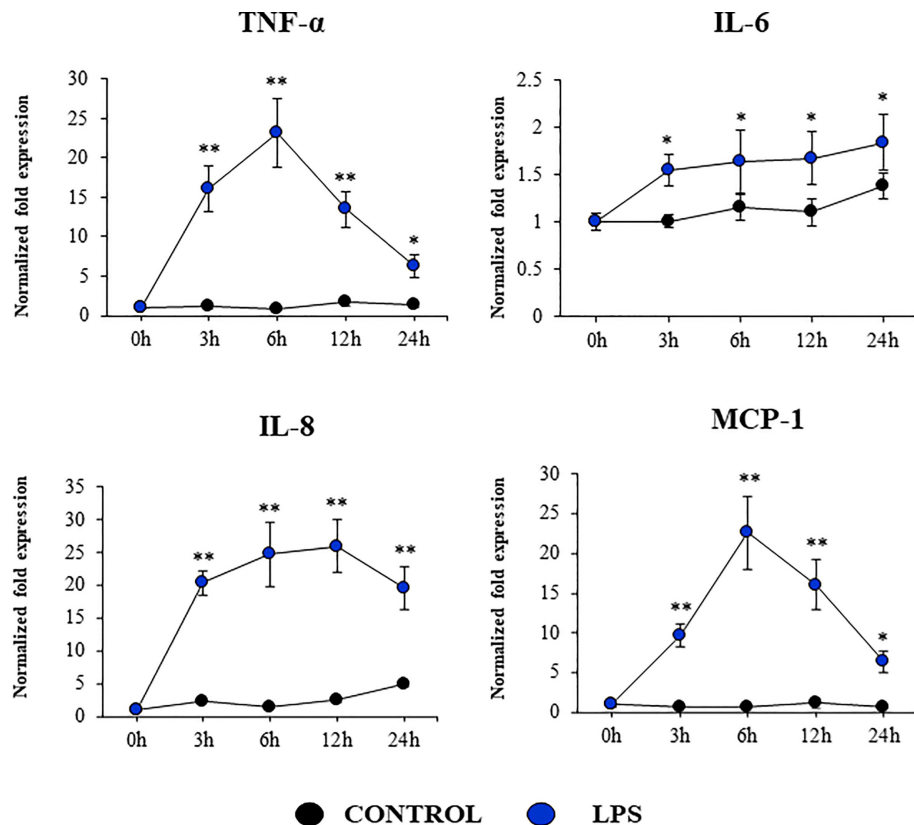 TNF-α
Normalized fold expression
30
25
20
15
10
5
0
**
**
**
*
0h 3h 6h 12h 24h
IL-6
Normalized fold expression
2.5
2
1.5
1
0.5
0
* * * *
0h 3h 6h 12h 24h
IL-8
Normalized fold expression
35
30
25
20
15
10
5
0
** ** ** **
0h 3h 6h 12h 24h
MCP-1
Normalized fold expression
30
25
20
15
10
5
0
**
**
**
*
0h 3h 6h 12h 24h
CONTROL LPS